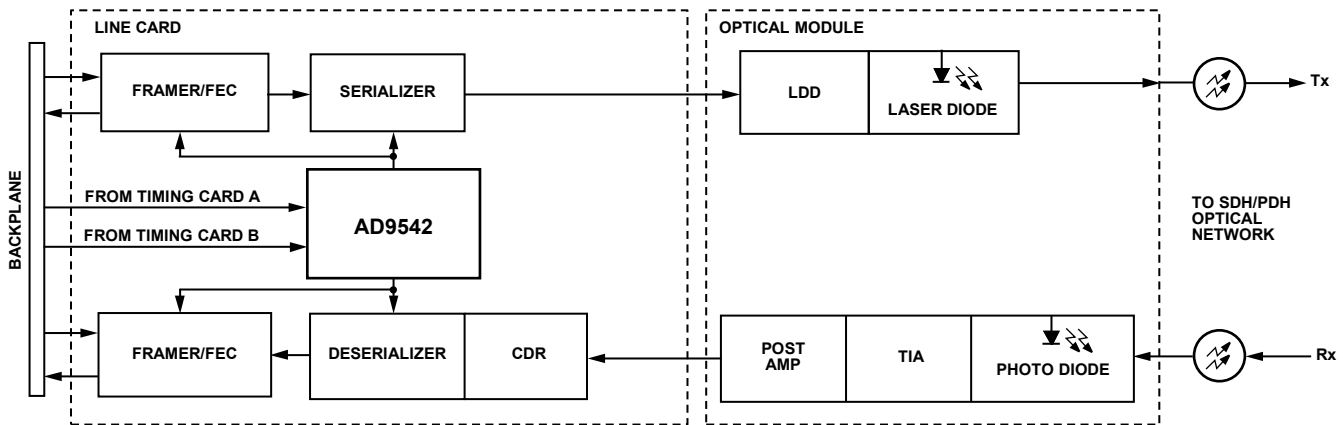 LINE CARD
OPTICAL MODULE
BACKPLANE
FRAMER/FEC
SERIALIZER
LDD
LASER DIODE
Tx
FROM TIMING CARD A
FROM TIMING CARD B
AD9542
TO SDH/PDH
OPTICAL
NETWORK
FRAMER/FEC
DESERIALIZER
CDR
POST
AMP
TIA
PHOTO DIODE
Rx